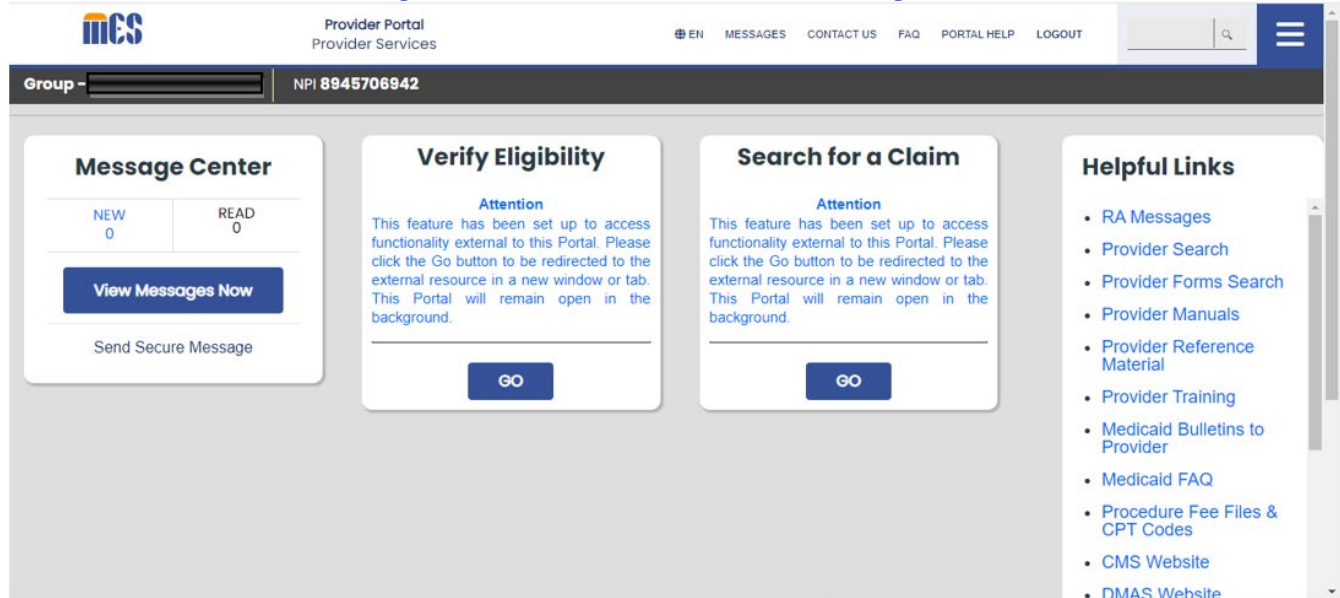 mes
Provider Portal
Provider Services
EN MESSAGES CONTACT US FAQ PORTAL HELP LOGOUT
Group -
NPI 8945706942
Message Center
NEW READ
0 0
View Messages Now
Send Secure Message
Verify Eligibility
Attention
This feature has been set up to access
functionality external to this Portal. Please
click the Go button to be redirected to the
external resource in a new window or tab.
This Portal will remain open in the
background.
GO
Search for a Claim
Attention
This feature has been set up to access
functionality external to this Portal. Please
click the Go button to be redirected to the
external resource in a new window or tab.
This Portal will remain open in the
background.
GO
Helpful Links
• RA Messages
• Provider Search
• Provider Forms Search
• Provider Manuals
• Provider Reference
Material
• Provider Training
• Medicaid Bulletins to
Provider
• Medicaid FAQ
• Procedure Fee Files &
CPT Codes
• CMS Website
• DMAS Website